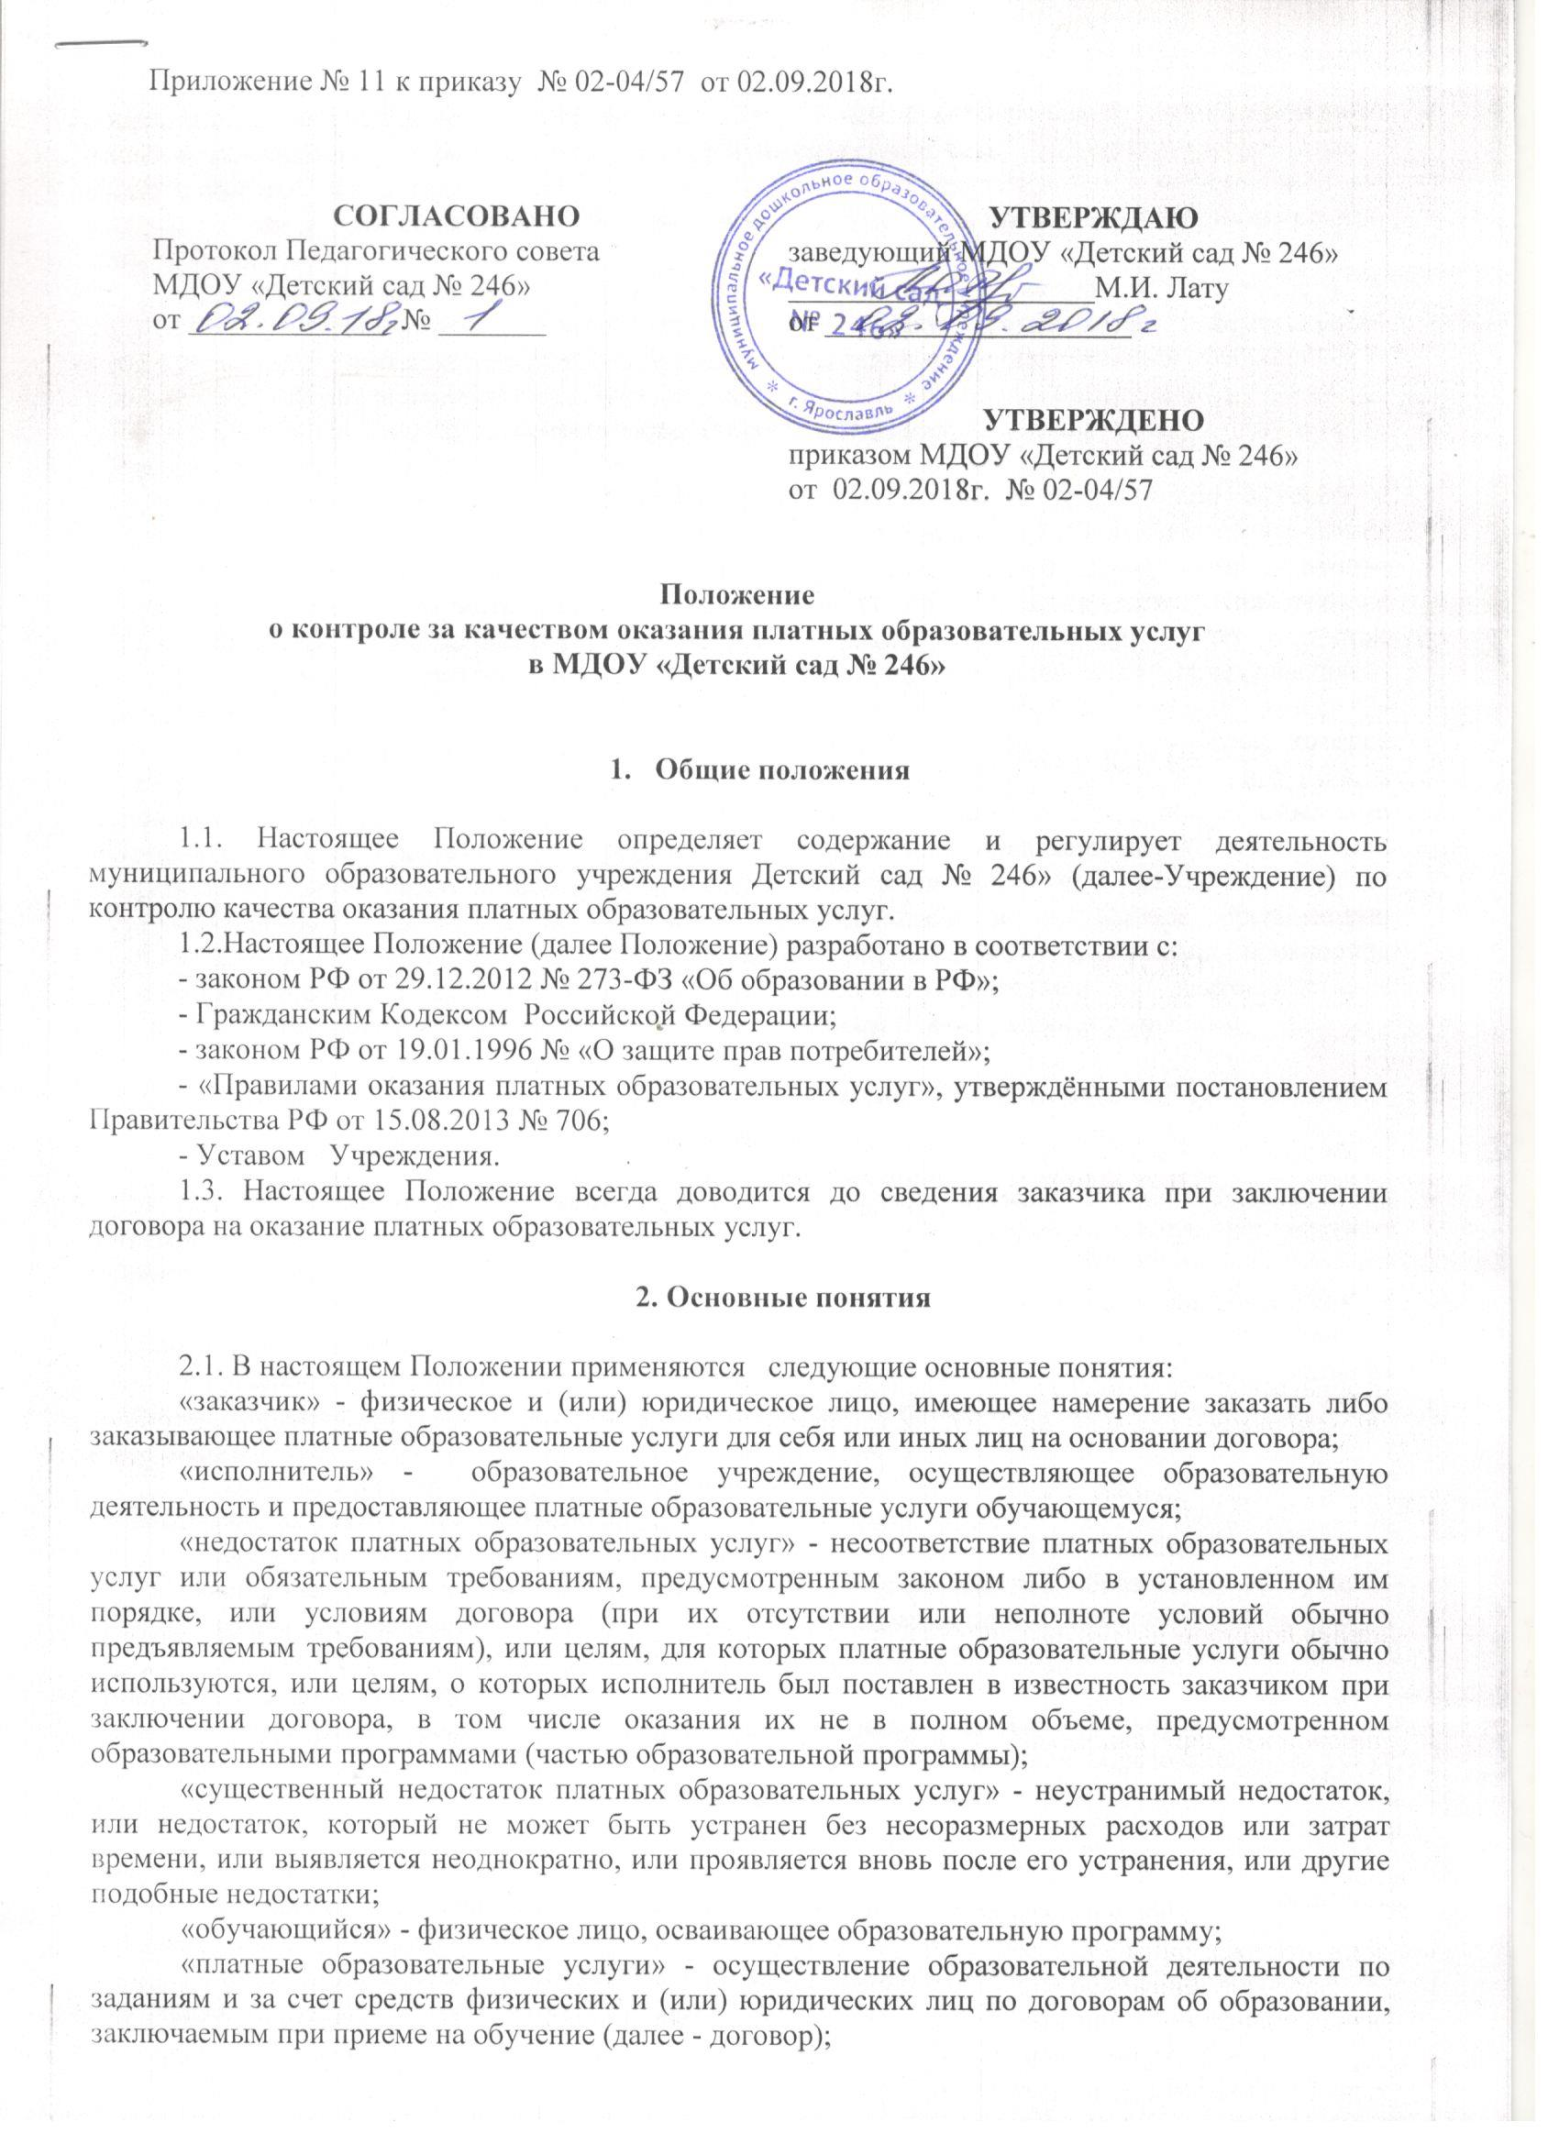 Приложение № 11 к приказу № 02-04/57 от 02.09.2018г.
СОГЛАСОВАНО
Протокол Педагогического совета
МДОУ «Детский сад № 246»
от 02.09.18г № 1
УТВЕРЖДАЮ
заведующий МДОУ «Детский сад № 246»
М.И. Лату
от 02.09.2018г
муниципальное дошкольное образовательное учреждение
«Детский сад
№ 246»
г. Ярославль
УТВЕРЖДЕНО
приказом МДОУ «Детский сад № 246»
от 02.09.2018г. № 02-04/57
Положение
о контроле за качеством оказания платных образовательных услуг
в МДОУ «Детский сад № 246»
1. Общие положения
1.1. Настоящее Положение определяет содержание и регулирует деятельность
муниципального образовательного учреждения Детский сад № 246» (далее-Учреждение) по
контролю качества оказания платных образовательных услуг.
1.2.Настоящее Положение (далее Положение) разработано в соответствии с:
- законом РФ от 29.12.2012 № 273-ФЗ «Об образовании в РФ»;
- Гражданским Кодексом Российской Федерации;
- законом РФ от 19.01.1996 № «О защите прав потребителей»;
- «Правилами оказания платных образовательных услуг», утверждёнными постановлением
Правительства РФ от 15.08.2013 № 706;
- Уставом Учреждения.
1.3. Настоящее Положение всегда доводится до сведения заказчика при заключении
договора на оказание платных образовательных услуг.
2. Основные понятия
2.1. В настоящем Положении применяются следующие основные понятия:
«заказчик» - физическое и (или) юридическое лицо, имеющее намерение заказать либо
заказывающее платные образовательные услуги для себя или иных лиц на основании договора;
«исполнитель» - образовательное учреждение, осуществляющее образовательную
деятельность и предоставляющее платные образовательные услуги обучающемуся;
«недостаток платных образовательных услуг» - несоответствие платных образовательных
услуг или обязательным требованиям, предусмотренным законом либо в установленном им
порядке, или условиям договора (при их отсутствии или неполноте условий обычно
предъявляемым требованиям), или целям, для которых платные образовательные услуги обычно
используются, или целям, о которых исполнитель был поставлен в известность заказчиком при
заключении договора, в том числе оказания их не в полном объеме, предусмотренном
образовательными программами (частью образовательной программы);
«существенный недостаток платных образовательных услуг» - неустранимый недостаток,
или недостаток, который не может быть устранен без несоразмерных расходов или затрат
времени, или выявляется неоднократно, или проявляется вновь после его устранения, или другие
подобные недостатки;
«обучающийся» - физическое лицо, осваивающее образовательную программу;
«платные образовательные услуги» - осуществление образовательной деятельности по
заданиям и за счет средств физических и (или) юридических лиц по договорам об образовании,
заключаемым при приеме на обучение (далее - договор);